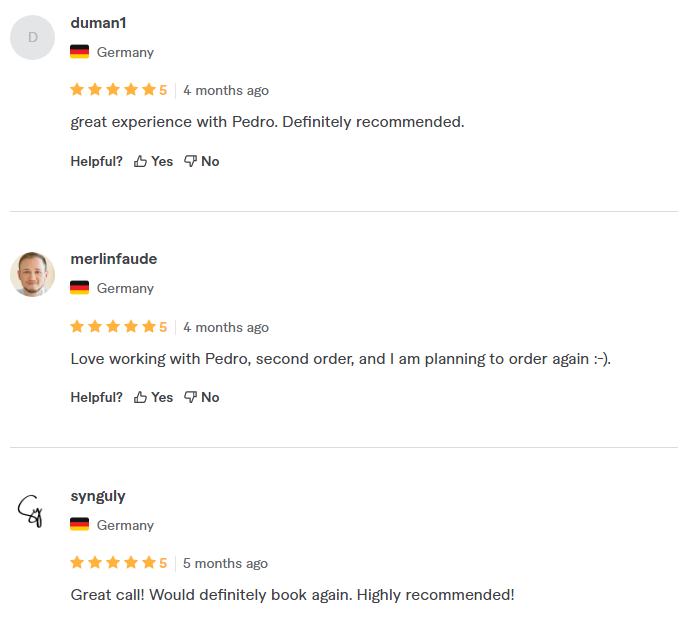 D
duman1
Germany
5 4 months ago
great experience with Pedro. Definitely recommended.
Helpful? Yes No
merlinfaude
Germany
5 4 months ago
Love working with Pedro, second order, and I am planning to order again :-).
Helpful? Yes No
Sy
synguly
Germany
5 5 months ago
Great call! Would definitely book again. Highly recommended!